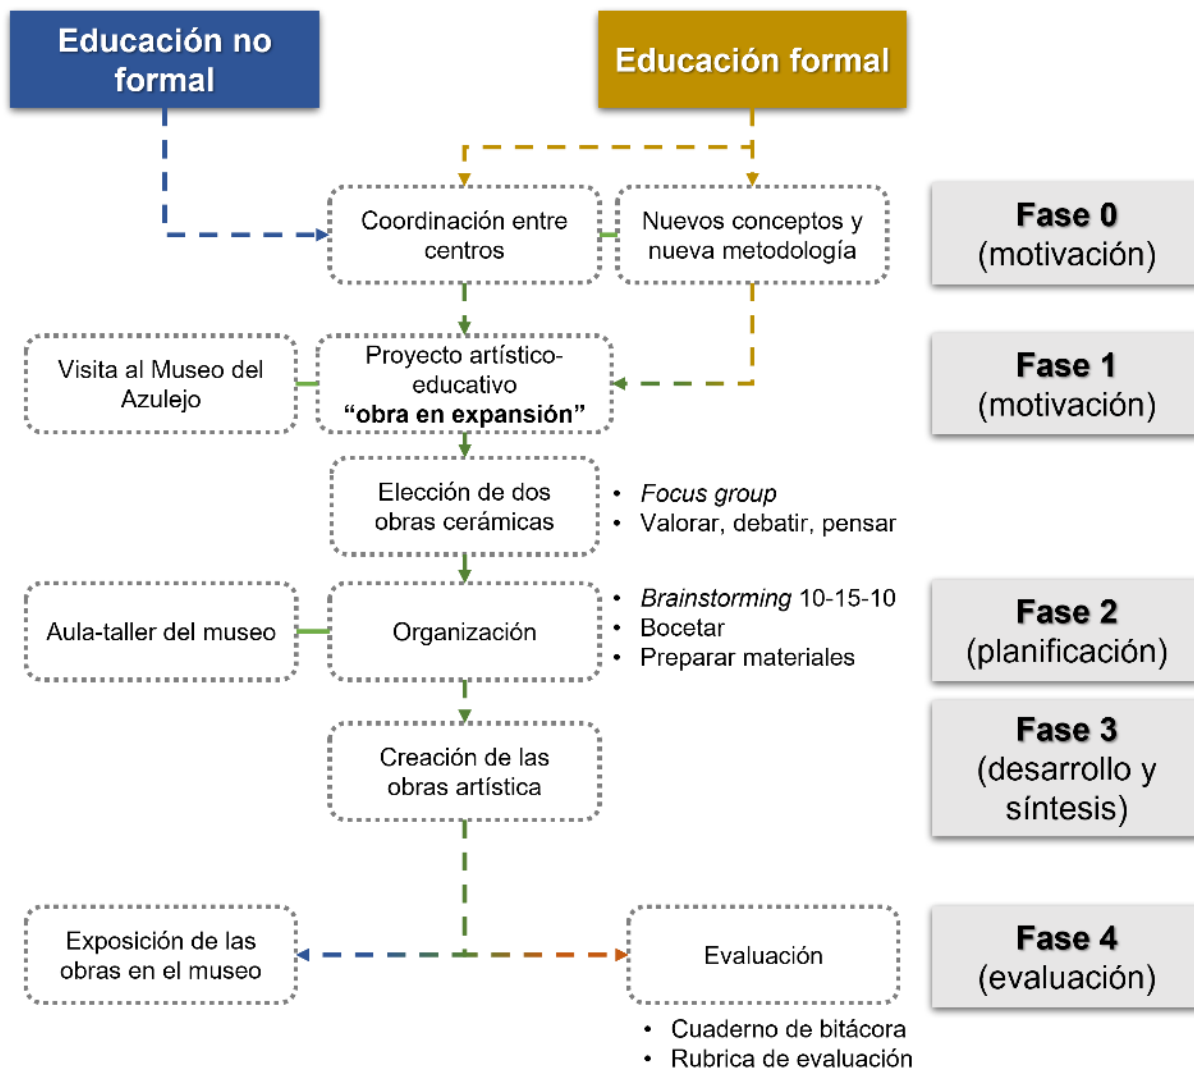 Educación no
formal
Educación formal
Coordinación entre
centros
Nuevos conceptos y
nueva metodología
Fase 0
(motivación)
Visita al Museo del
Azulejo
Proyecto artístico-
educativo
“obra en expansión”
Fase 1
(motivación)
Elección de dos
obras cerámicas
• Focus group
• Valorar, debatir, pensar
Aula-taller del museo
Organización
• Brainstorming 10-15-10
• Bocetar
• Preparar materiales
Fase 2
(planificación)
Creación de las
obras artística
Fase 3
(desarrollo y
síntesis)
Exposición de las
obras en el museo
Evaluación
Fase 4
(evaluación)
• Cuaderno de bitácora
• Rubrica de evaluación